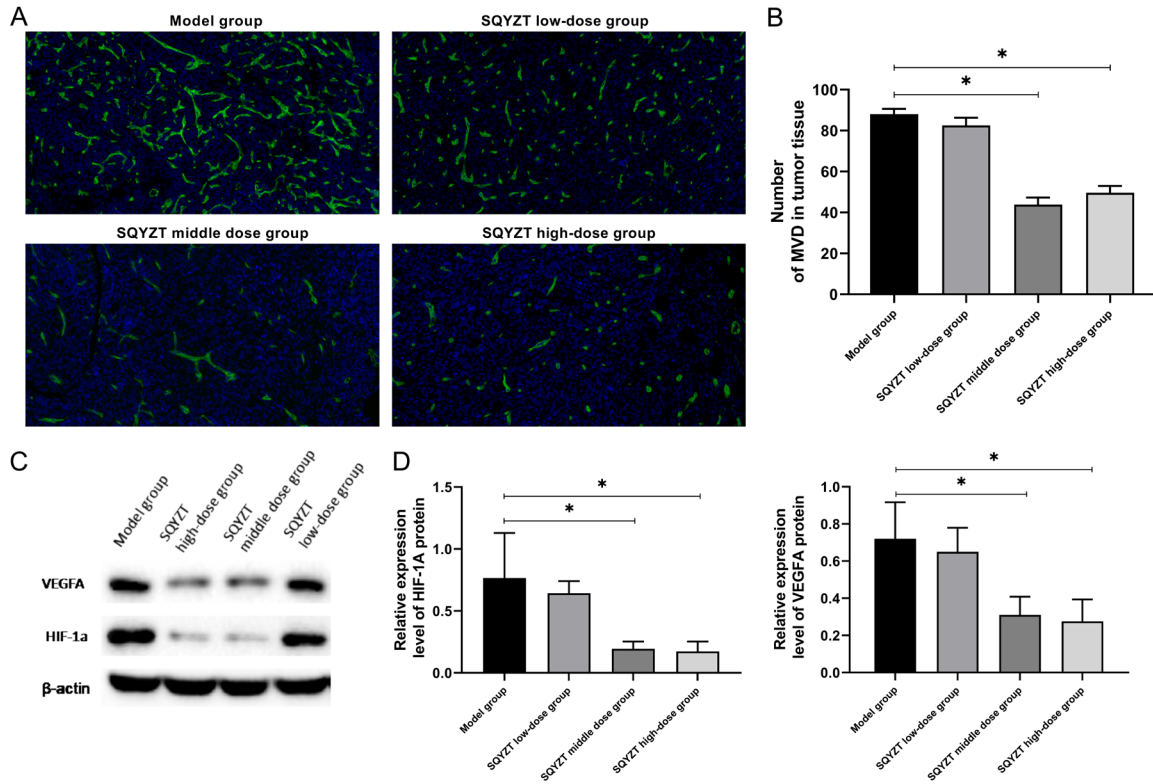 A
Model group
SQYZT low-dose group
SQYZT middle dose group
SQYZT high-dose group
B
Number
of MVD in tumor tissue
100
80
60
40
20
0
*
*
Model group
SQYZT low-dose group
SQYZT middle dose group
SQYZT high-dose group
C
Model group
SQYZT
high-dose group
SQYZT
middle dose group
SQYZT
low-dose group
VEGFA
HIF-1a
β-actin
D
Relative expression
level of HIF-1A protein
1.5
1.0
0.5
0.0
*
*
Model group
SQYZT low-dose group
SQYZT middle dose group
SQYZT high-dose group
Relative expression
level of VEGFA protein
1.0
0.8
0.6
0.4
0.2
0.0
*
*
Model group
SQYZT low-dose group
SQYZT middle dose group
SQYZT high-dose group